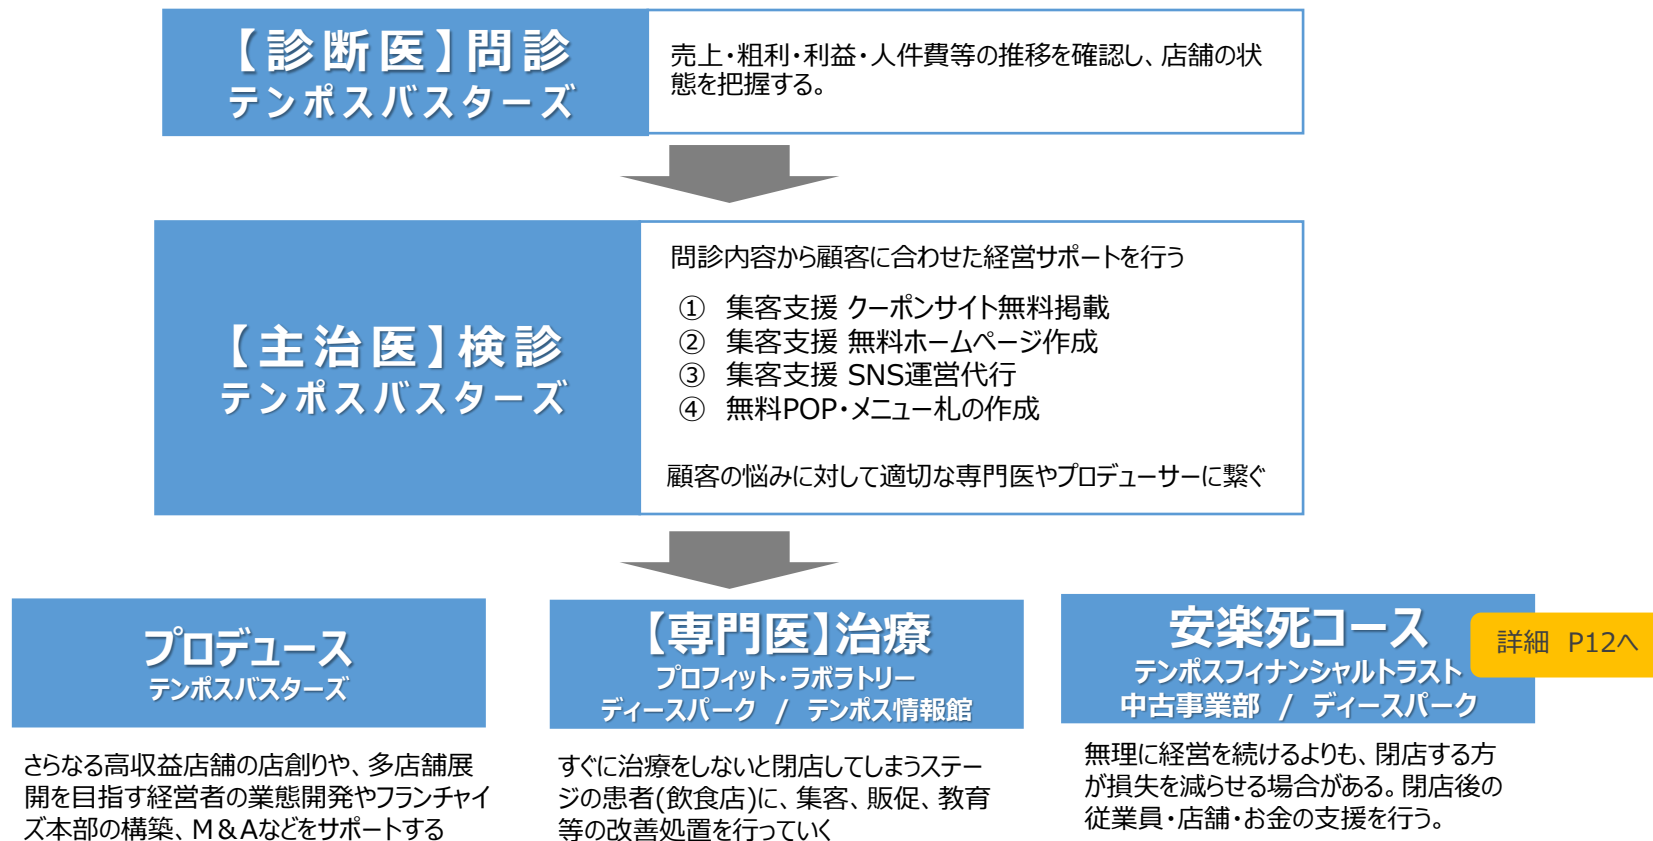 【診断医】問診
テンポスバスターズ
売上・粗利・利益・人件費等の推移を確認し、店舗の状
態を把握する。
【主治医】検診
テンポスバスターズ
問診内容から顧客に合わせた経営サポートを行う
① 集客支援 クーポンサイト無料掲載
② 集客支援 無料ホームページ作成
③ 集客支援 SNS運営代行
④ 無料POP・メニュー札の作成
顧客の悩みに対して適切な専門医やプロデューサーに繋ぐ
プロデュース
テンポスバスターズ
さらなる高収益店舗の店創りや、多店舗展
開を目指す経営者の業態開発やフランチャイ
ズ本部の構築、M＆Aなどをサポートする
【専門医】治療
プロフィット・ラボラトリー
ディースパーク / テンポス情報館
すぐに治療をしないと閉店してしまうステー
ジの患者(飲食店)に、集客、販促、教育
等の改善処置を行っていく
安楽死コース
テンポスフィナンシャルトラスト
中古事業部 / ディースパーク
詳細 P12へ
無理に経営を続けるよりも、閉店する方
が損失を減らせる場合がある。閉店後の
従業員・店舗・お金の支援を行う。